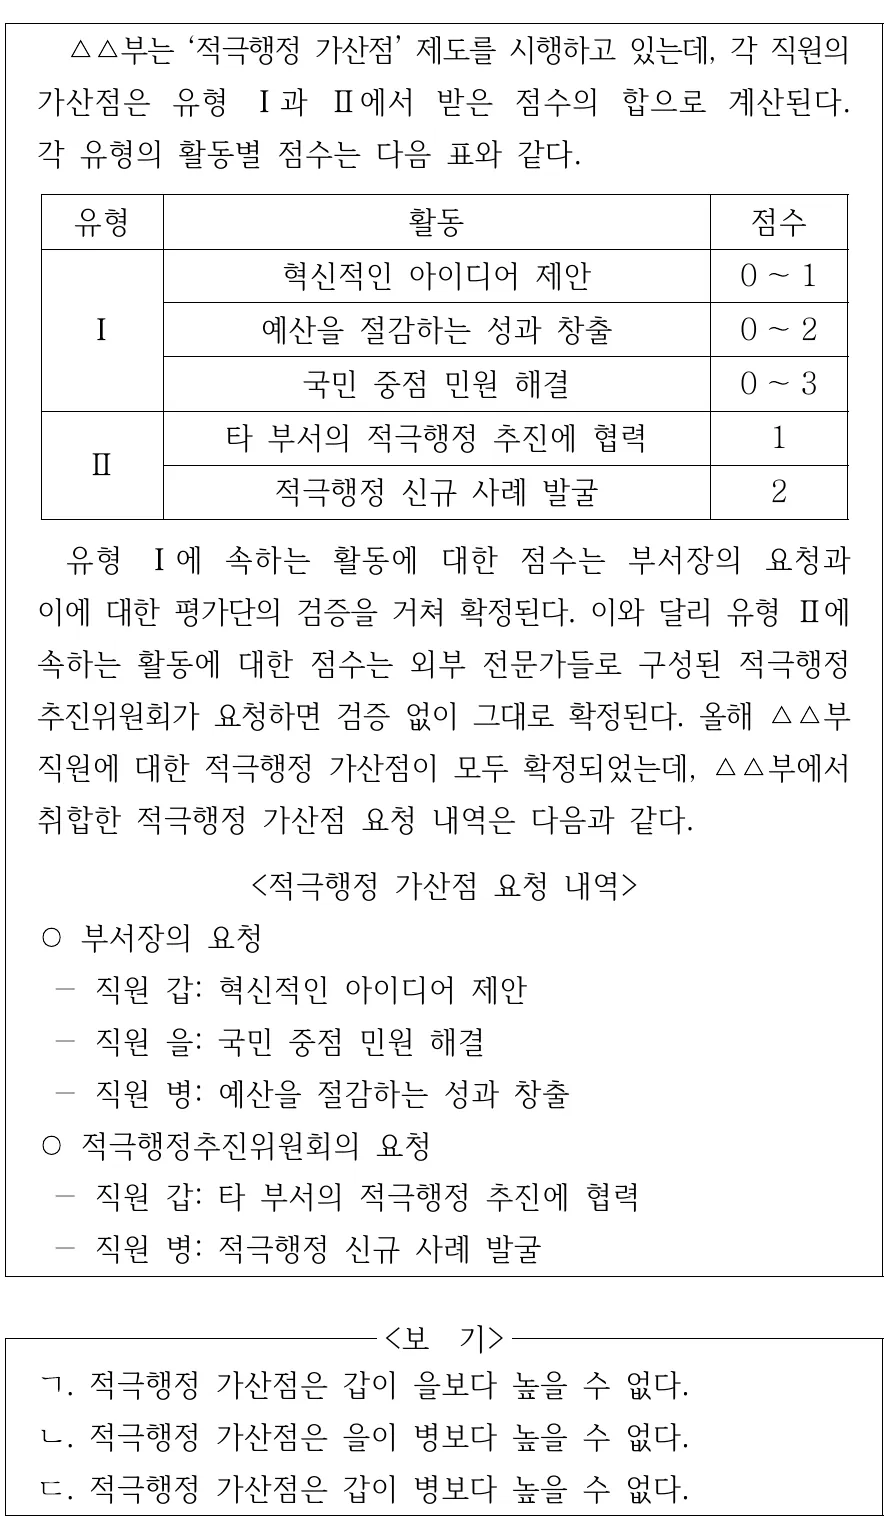 △△부는 ‘적극행정 가산점’ 제도를 시행하고 있는데, 각 직원의
가산점은 유형 Ⅰ과 Ⅱ에서 받은 점수의 합으로 계산된다.
각 유형의 활동별 점수는 다음 표와 같다.
유형 활동 점수
Ⅰ 혁신적인 아이디어 제안 0 ~ 1
예산을 절감하는 성과 창출 0 ~ 2
국민 중점 민원 해결 0 ~ 3
Ⅱ 타 부서의 적극행정 추진에 협력 1
적극행정 신규 사례 발굴 2
유형 Ⅰ에 속하는 활동에 대한 점수는 부서장의 요청과
이에 대한 평가단의 검증을 거쳐 확정된다. 이와 달리 유형 Ⅱ에
속하는 활동에 대한 점수는 외부 전문가들로 구성된 적극행정
추진위원회가 요청하면 검증 없이 그대로 확정된다. 올해 △△부
직원에 대한 적극행정 가산점이 모두 확정되었는데, △△부에서
취합한 적극행정 가산점 요청 내역은 다음과 같다.
<적극행정 가산점 요청 내역>
○ 부서장의 요청
－ 직원 갑: 혁신적인 아이디어 제안
－ 직원 을: 국민 중점 민원 해결
－ 직원 병: 예산을 절감하는 성과 창출
○ 적극행정추진위원회의 요청
－ 직원 갑: 타 부서의 적극행정 추진에 협력
－ 직원 병: 적극행정 신규 사례 발굴
<보 기>
ㄱ. 적극행정 가산점은 갑이 을보다 높을 수 없다.
ㄴ. 적극행정 가산점은 을이 병보다 높을 수 없다.
ㄷ. 적극행정 가산점은 갑이 병보다 높을 수 없다.